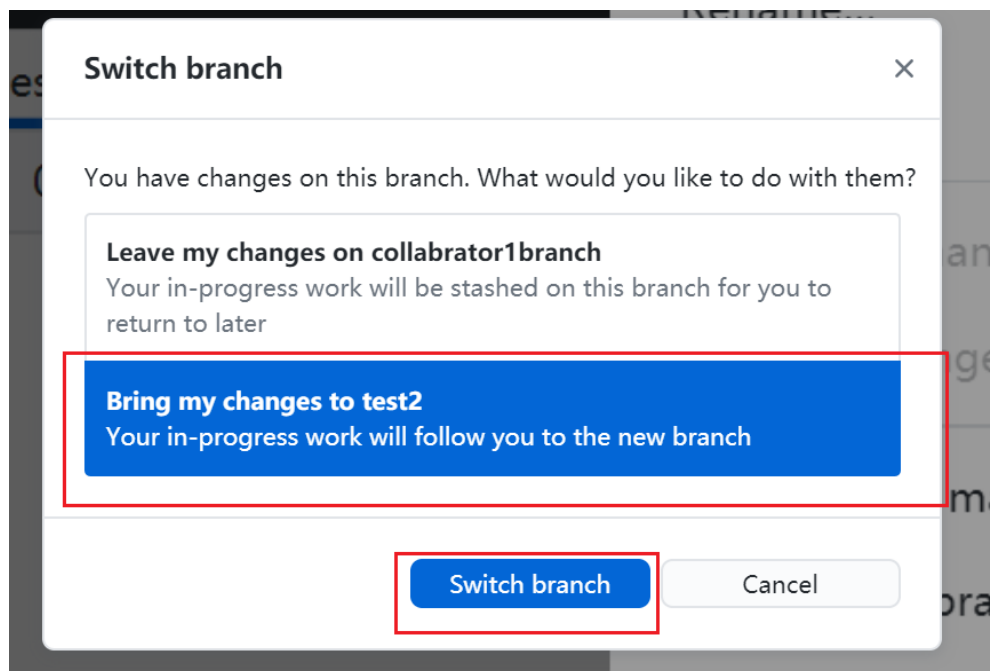 Rename...
Switch branch
You have changes on this branch. What would you like to do with them?
Leave my changes on collabrator1branch
Your in-progress work will be stashed on this branch for you to
return to later
Bring my changes to test2
Your in-progress work will follow you to the new branch
Switch branch
Cancel